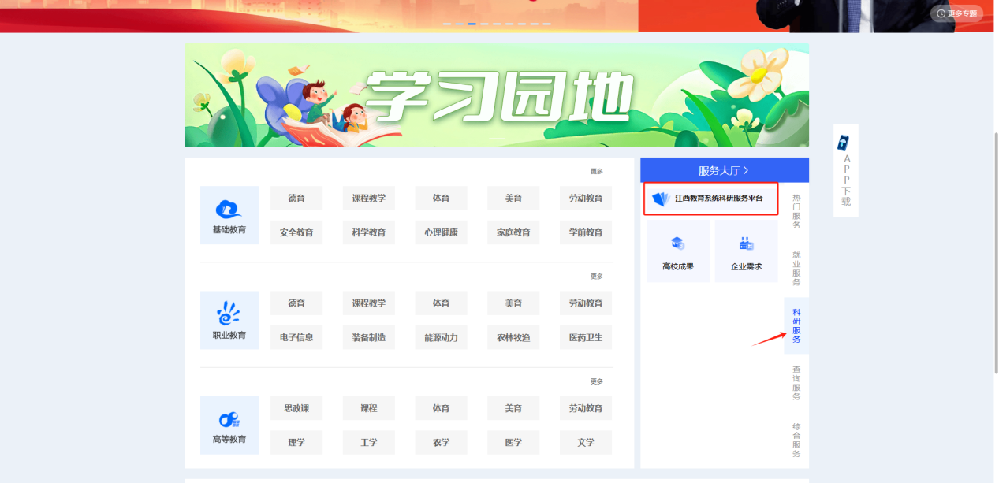 更多专题
学习园地
更多
基础教育
德育
课程教学
体育
美育
劳动教育
安全教育
科学教育
心理健康
家庭教育
学前教育
更多
职业教育
德育
课程教学
体育
美育
劳动教育
电子信息
装备制造
能源动力
农林牧渔
医药卫生
更多
高等教育
思政课
课程
体育
美育
劳动教育
理学
工学
农学
医学
文学
服务大厅
江西教育系统科研服务平台
高校成果
企业需求
热门服务
就业服务
科研服务
查询服务
综合服务
APP下载